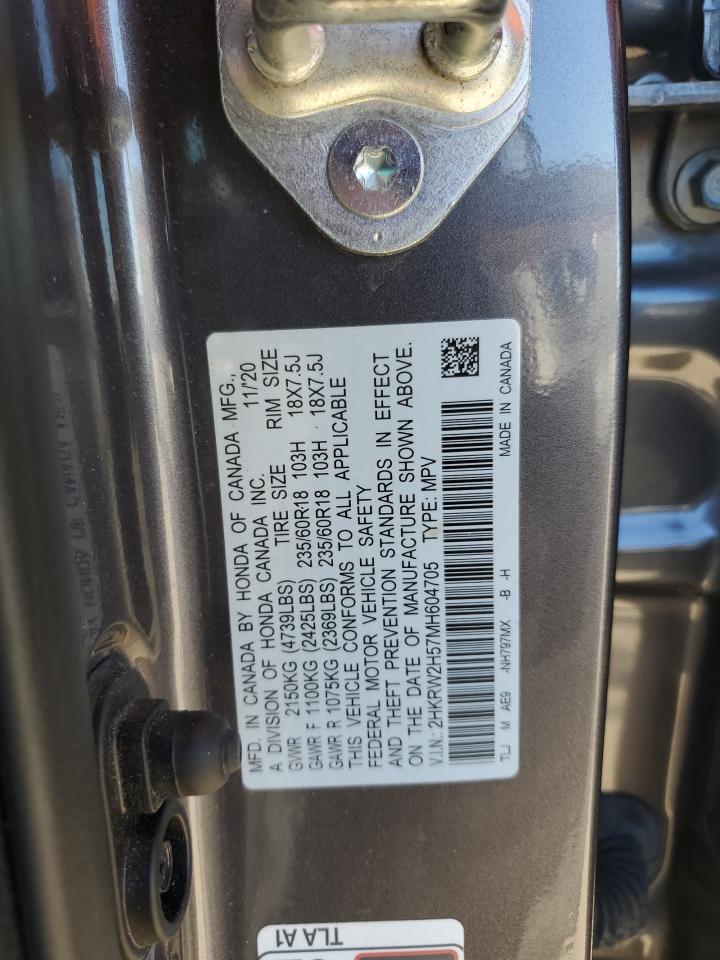 MFD. IN CANADA BY HONDA OF CANADA MFG.,
A DIVISION OF HONDA CANADA INC. 11/20
GVWR 2150KG (4739LBS) TIRE SIZE RIM SIZE
GAWR F 1100KG (2425LBS) 235/60R18 103H 18X7.5J
GAWR R 1075KG (2369LBS) 235/60R18 103H 18X7.5J
THIS VEHICLE CONFORMS TO ALL APPLICABLE
FEDERAL MOTOR VEHICLE SAFETY
AND THEFT PREVENTION STANDARDS IN EFFECT
ON THE DATE OF MANUFACTURE SHOWN ABOVE.
V.I.N.: 2HKRW2H57MH604705 TYPE: MPV
TLJ M AE9 -NH797MX -B -H MADE IN CANADA
TLA A1